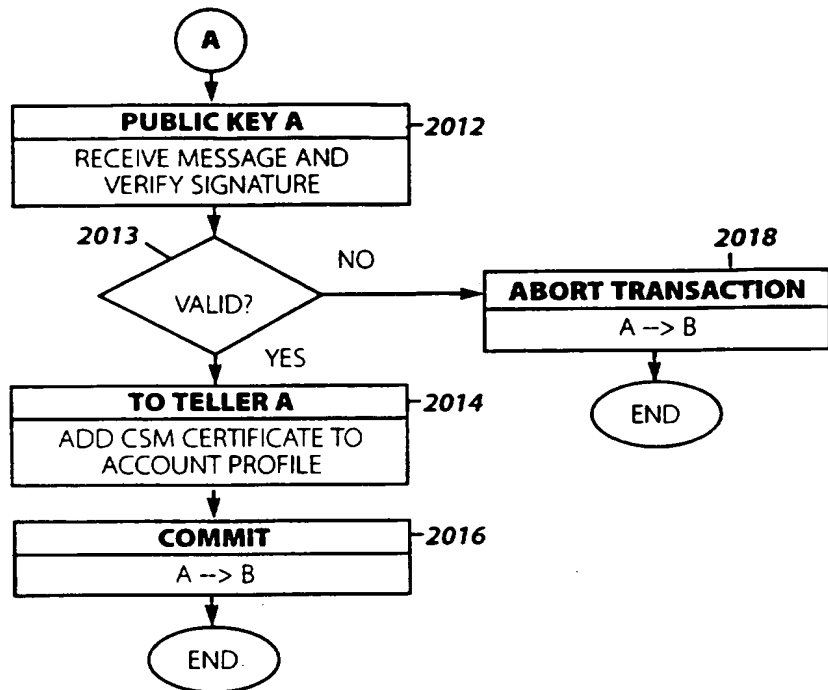 A
PUBLIC KEY A
2012
RECEIVE MESSAGE AND
VERIFY SIGNATURE
2013
VALID?
NO
2018
ABORT TRANSACTION
A --> B
END
YES
TO TELLER A
2014
ADD CSM CERTIFICATE TO
ACCOUNT PROFILE
COMMIT
2016
A --> B
END